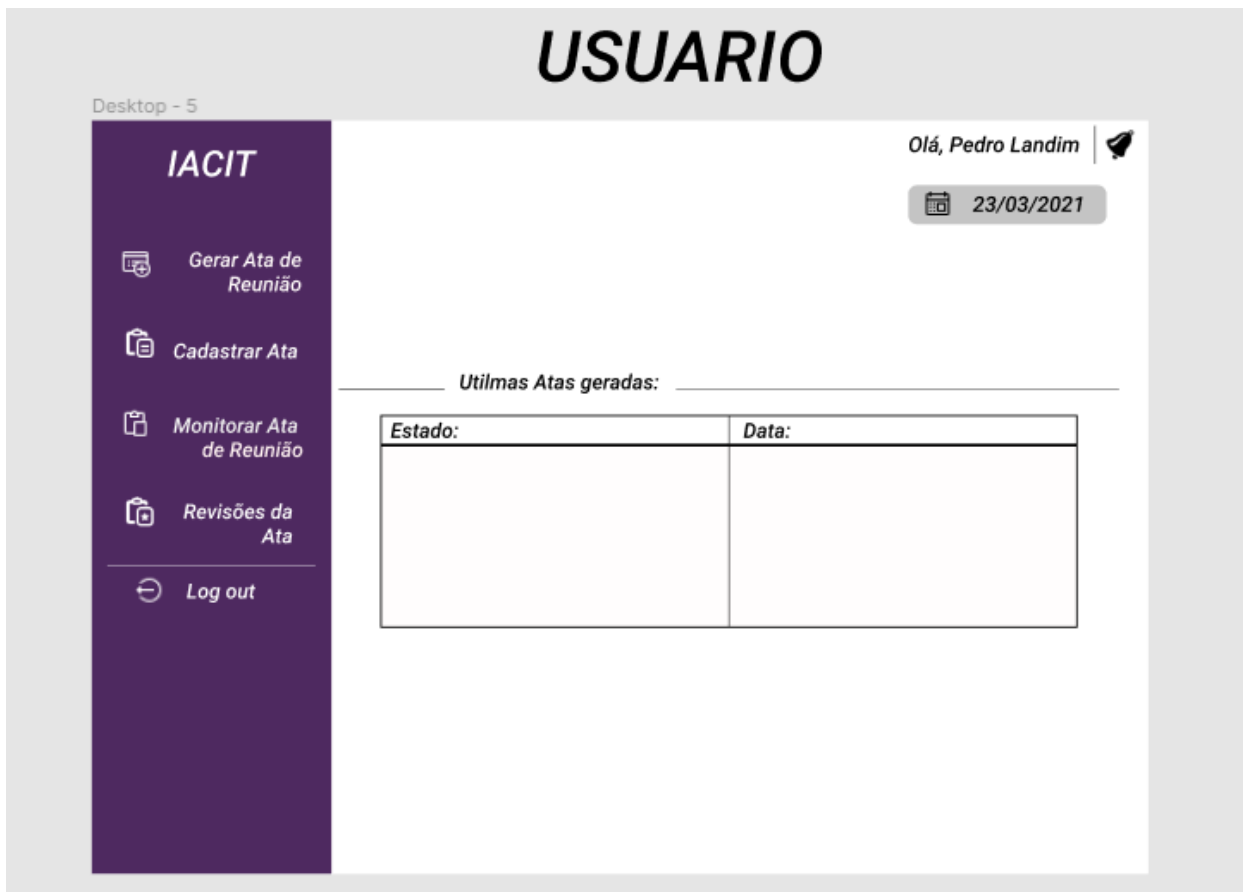 USUARIO
Desktop - 5
IACIT
Olá, Pedro Landim
23/03/2021
Gerar Ata de
Reunião
Cadastrar Ata
Monitorar Ata
de Reunião
Revisões da
Ata
Log out
Utilmas Atas geradas:
Estado:
Data: